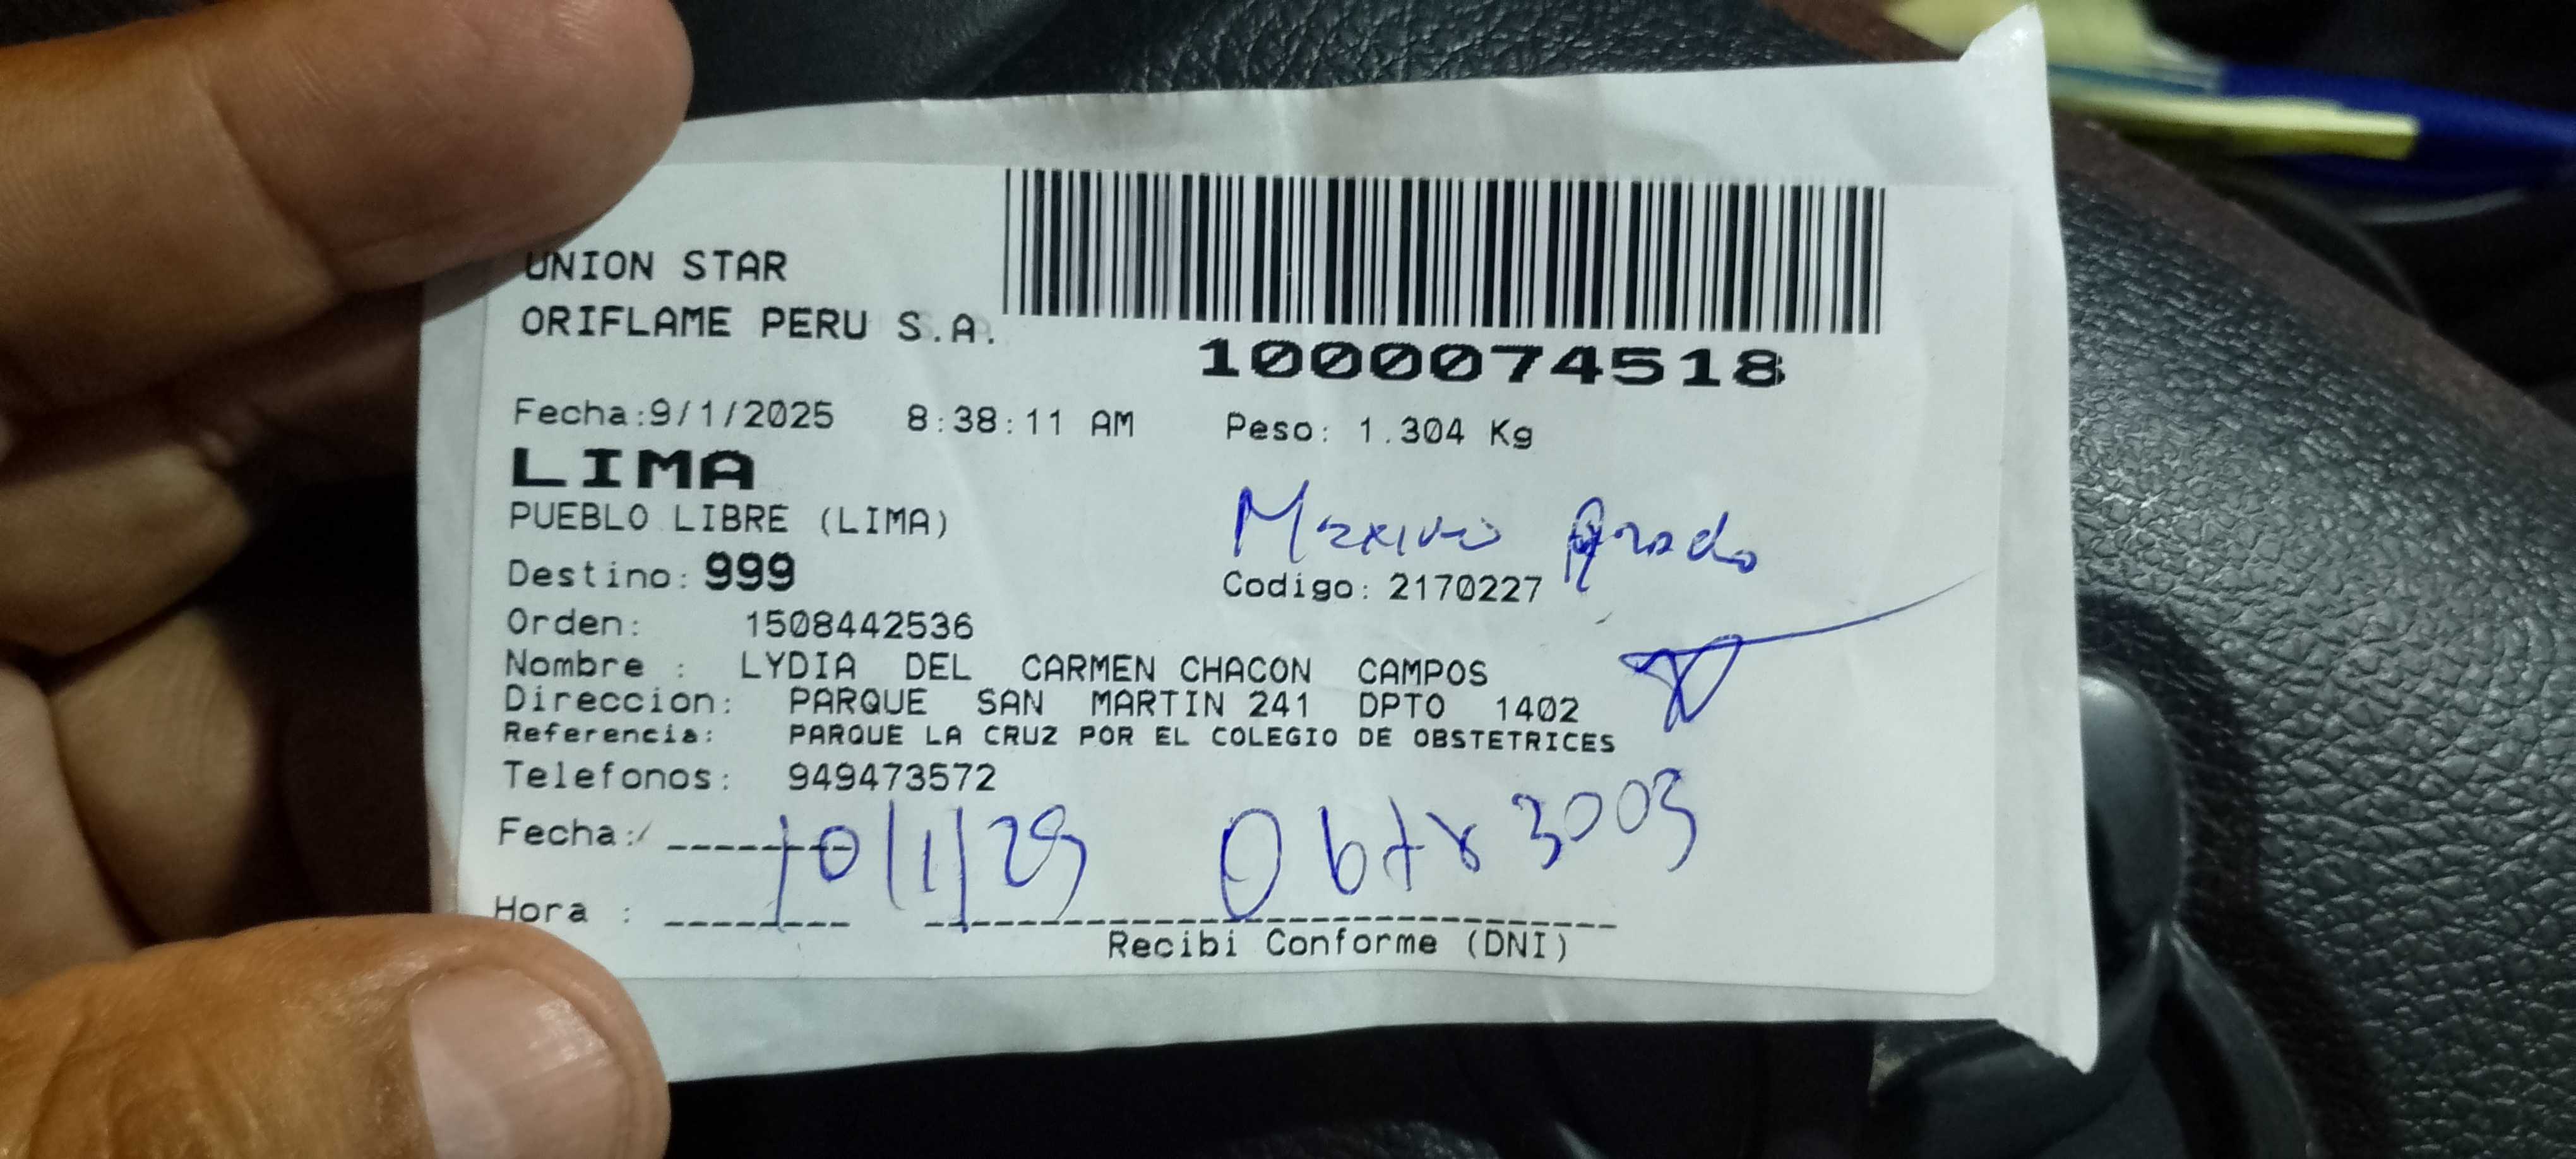 UNION STAR
ORIFLAME PERU S.A.
1000074518
Fecha:9/1/2025 8:38:11 AM Peso: 1.304 Kg
LIMA
PUEBLO LIBRE (LIMA)
Destino: 999 Codigo: 2170227
Orden: 1508442536
Nombre : LYDIA DEL CARMEN CHACON CAMPOS
Direccion: PARQUE SAN MARTIN 241 DPTO 1402
Referencia: PARQUE LA CRUZ POR EL COLEGIO DE OBSTETRICES
Telefonos: 949473572
Fecha:/ 10/1/25
Hora :
Recibi Conforme (DNI)